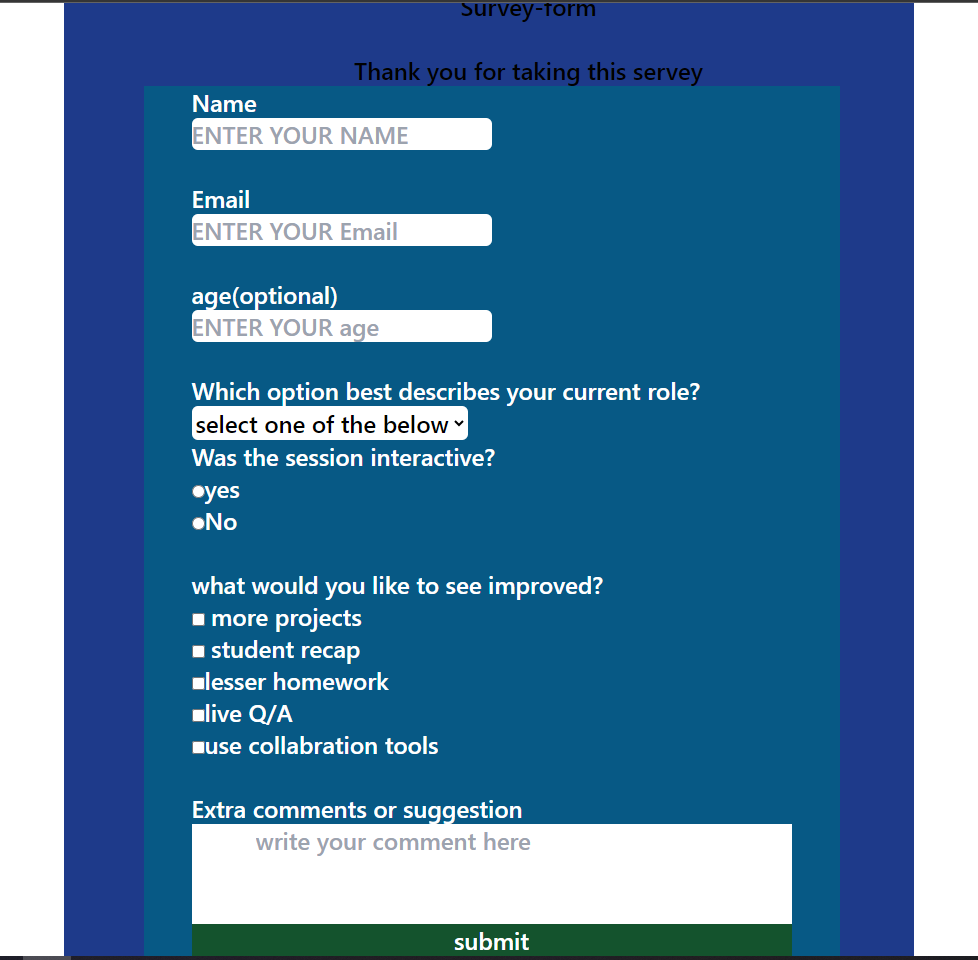 Survey-form
Thank you for taking this servey
Name
ENTER YOUR NAME
Email
ENTER YOUR Email
age(optional)
ENTER YOUR age
Which option best describes your current role?
select one of the below
Was the session interactive?
yes
No
what would you like to see improved?
more projects
student recap
lesser homework
live Q/A
use collabration tools
Extra comments or suggestion
write your comment here
submit